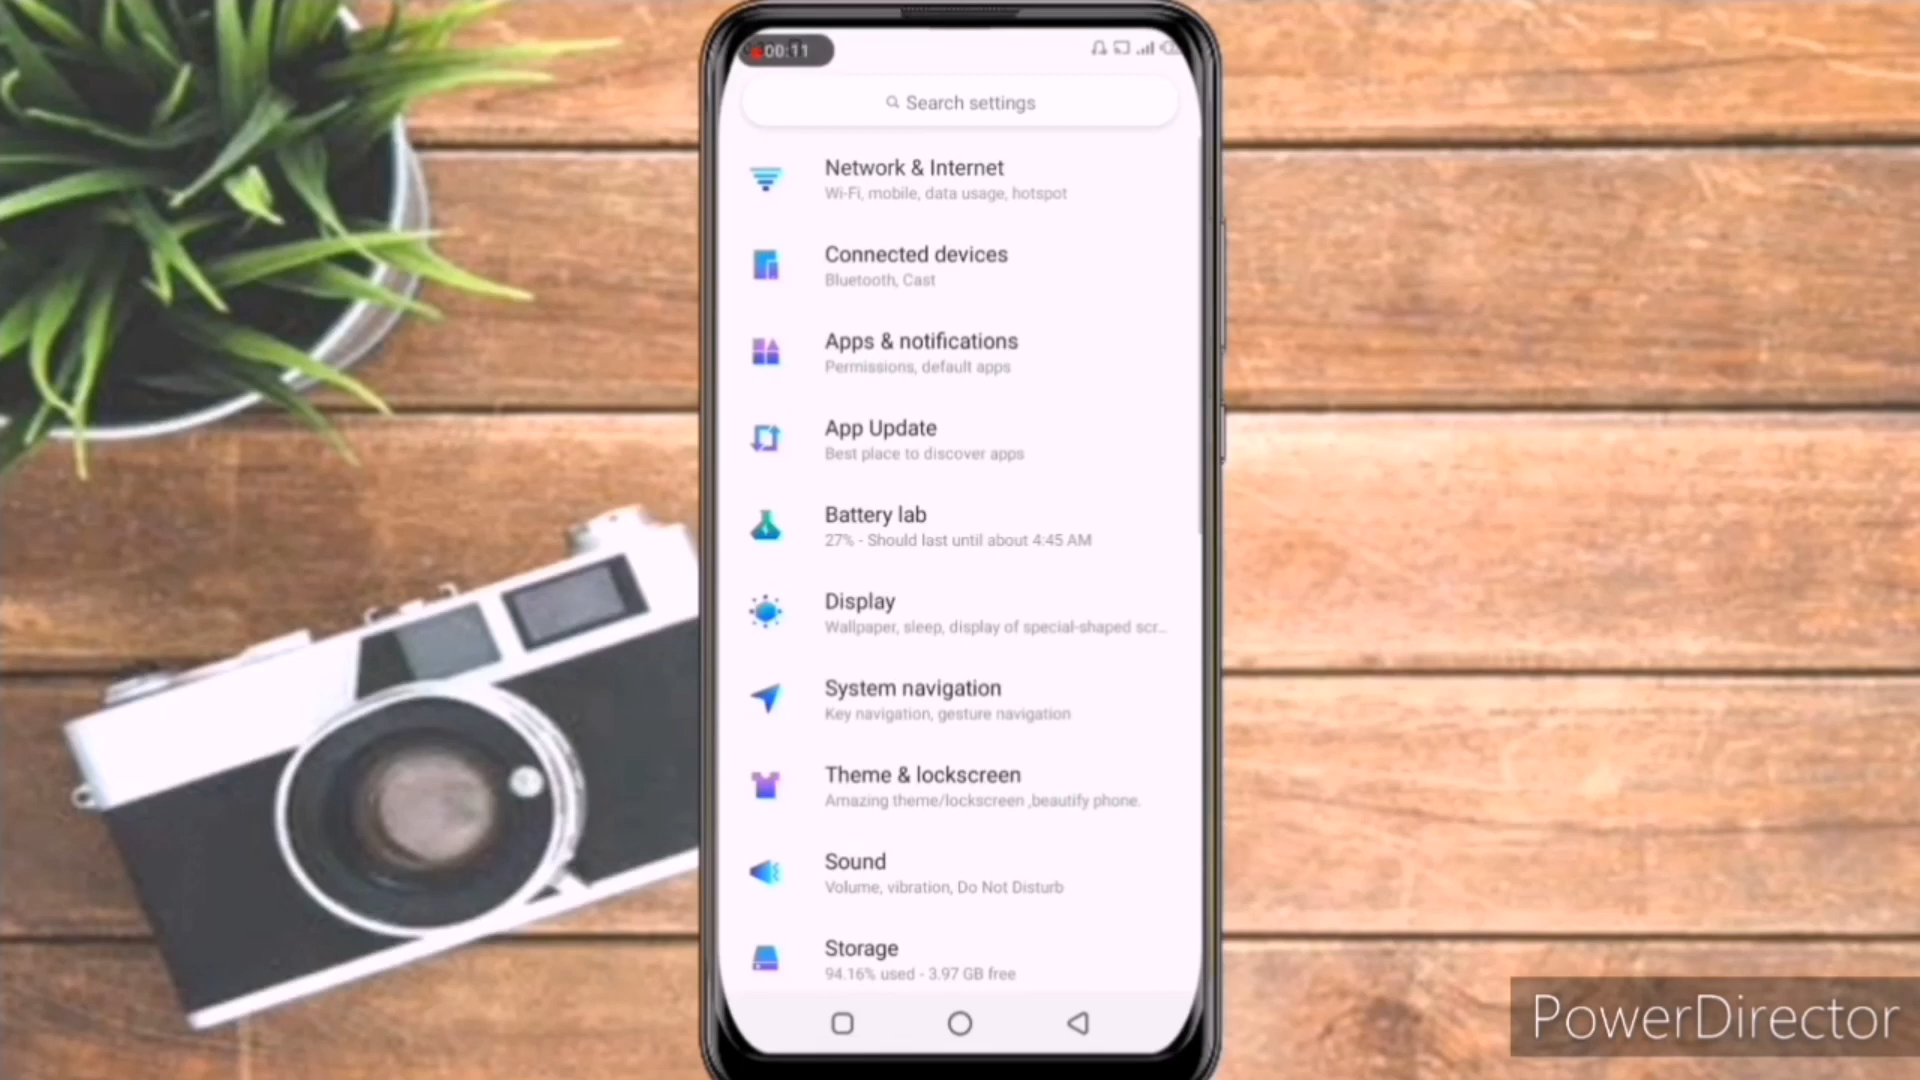 00:11
Search settings
Network & Internet
Wi-Fi, mobile, data usage, hotspot
Connected devices
Bluetooth, Cast
Apps & notifications
Permissions, default apps
App Update
Best place to discover apps
Battery lab
27% - Should last until about 4:45 AM
Display
Wallpaper, sleep, display of special-shaped scr...
System navigation
Key navigation, gesture navigation
Theme & lockscreen
Amazing theme/lockscreen ,beautify phone.
Sound
Volume, vibration, Do Not Disturb
Storage
94.16% used - 3.97 GB free
PowerDirector